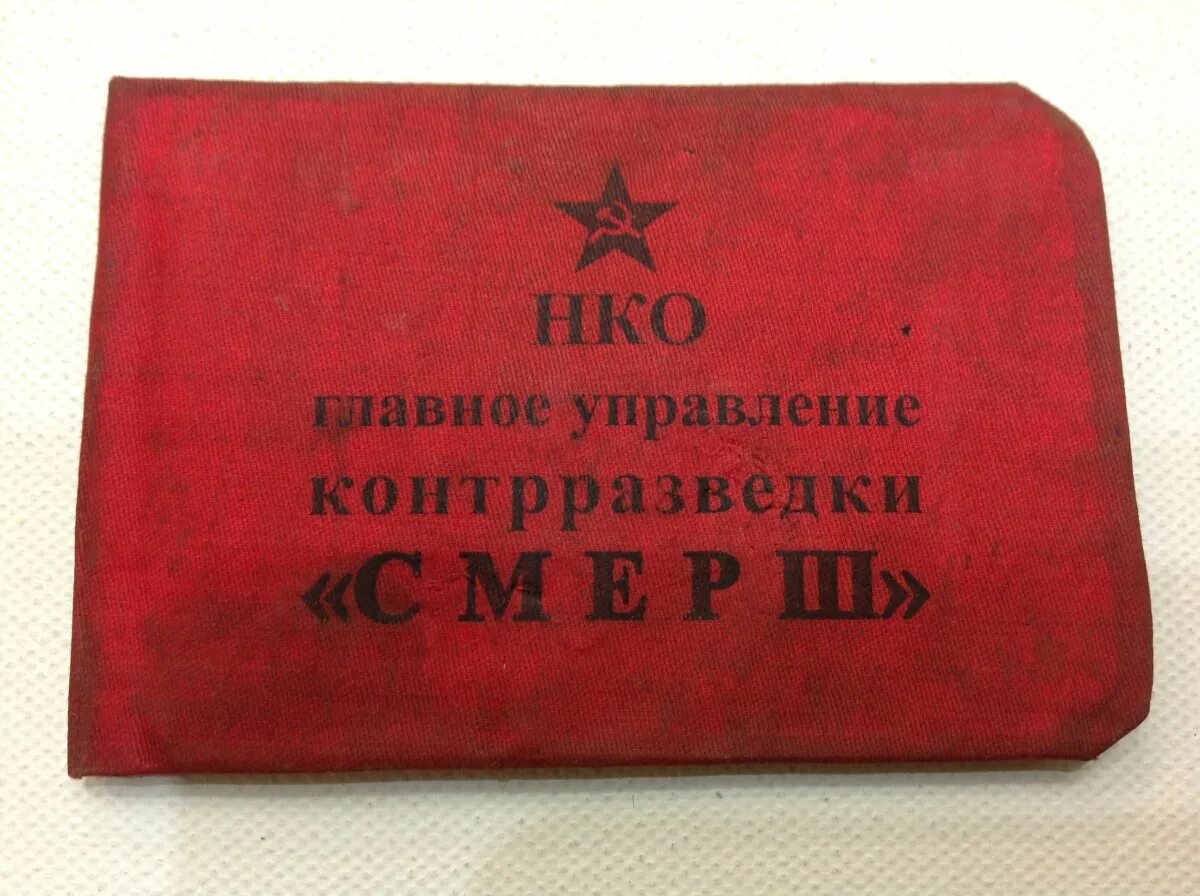 НКО
главное управление
контрразведки
«СМЕРШ»